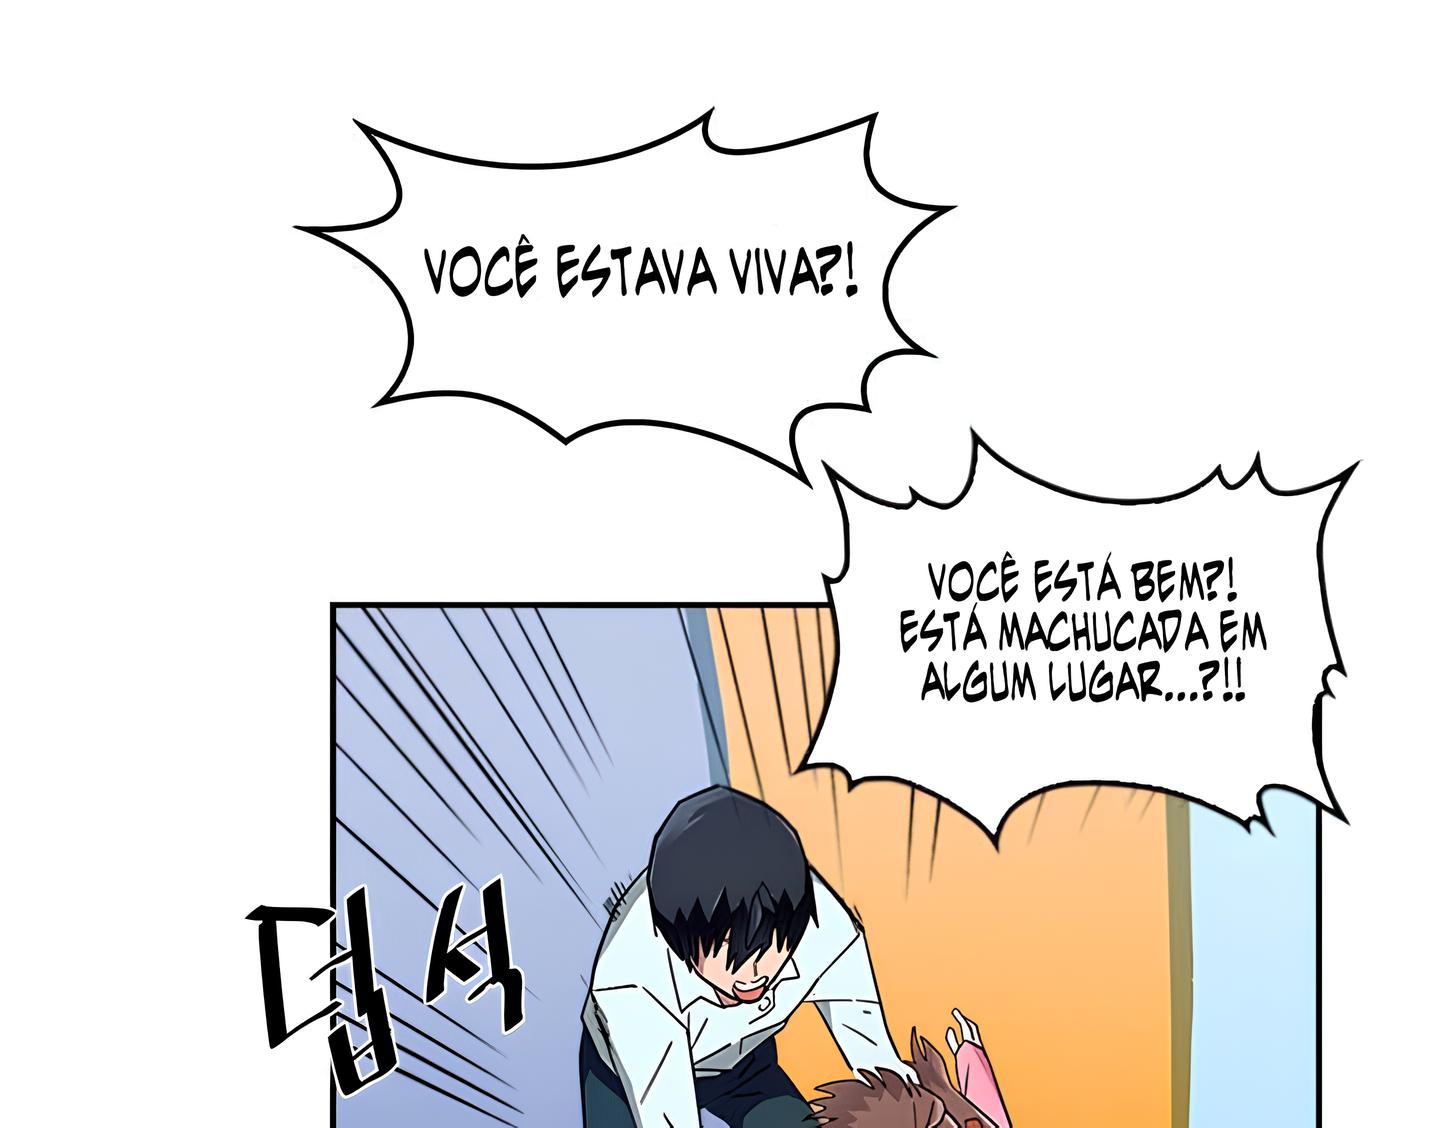 VOCÊ ESTAVA VIVA?!
VOCÊ ESTÁ BEM?!
ESTÁ MACHUCADA EM
ALGUM LUGAR...?!!
덥석